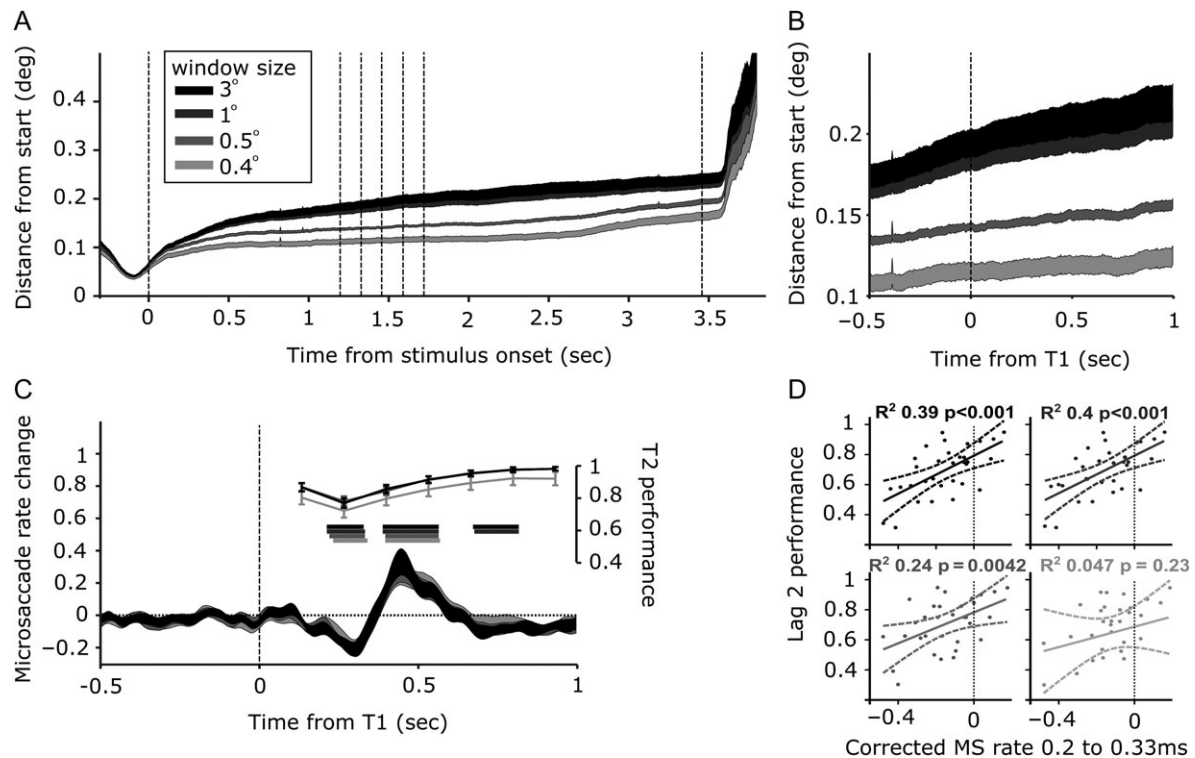 A
Distance from start (deg)
0.4
0.3
0.2
0.1
0
window size
3°
1°
0.5°
0.4°
0 0.5 1 1.5 2 2.5 3 3.5
Time from stimulus onset (sec)
B
Distance from start (deg)
0.2
0.15
0.1
−0.5 0 1
Time from T1 (sec)
C
Microsaccade rate change
1
0.8
0.6
0.4
0.2
0
−0.2
-0.5 0 0.5 1
Time from T1 (sec)
T2 performance
1
0.8
0.6
0.4
D
Lag 2 performance
R² 0.39 p<0.001
R² 0.4 p<0.001
1
0.8
0.6
0.4
R² 0.24 p = 0.0042
R² 0.047 p = 0.23
1
0.8
0.6
0.4
−0.4 0 −0.4 0
Corrected MS rate 0.2 to 0.33ms